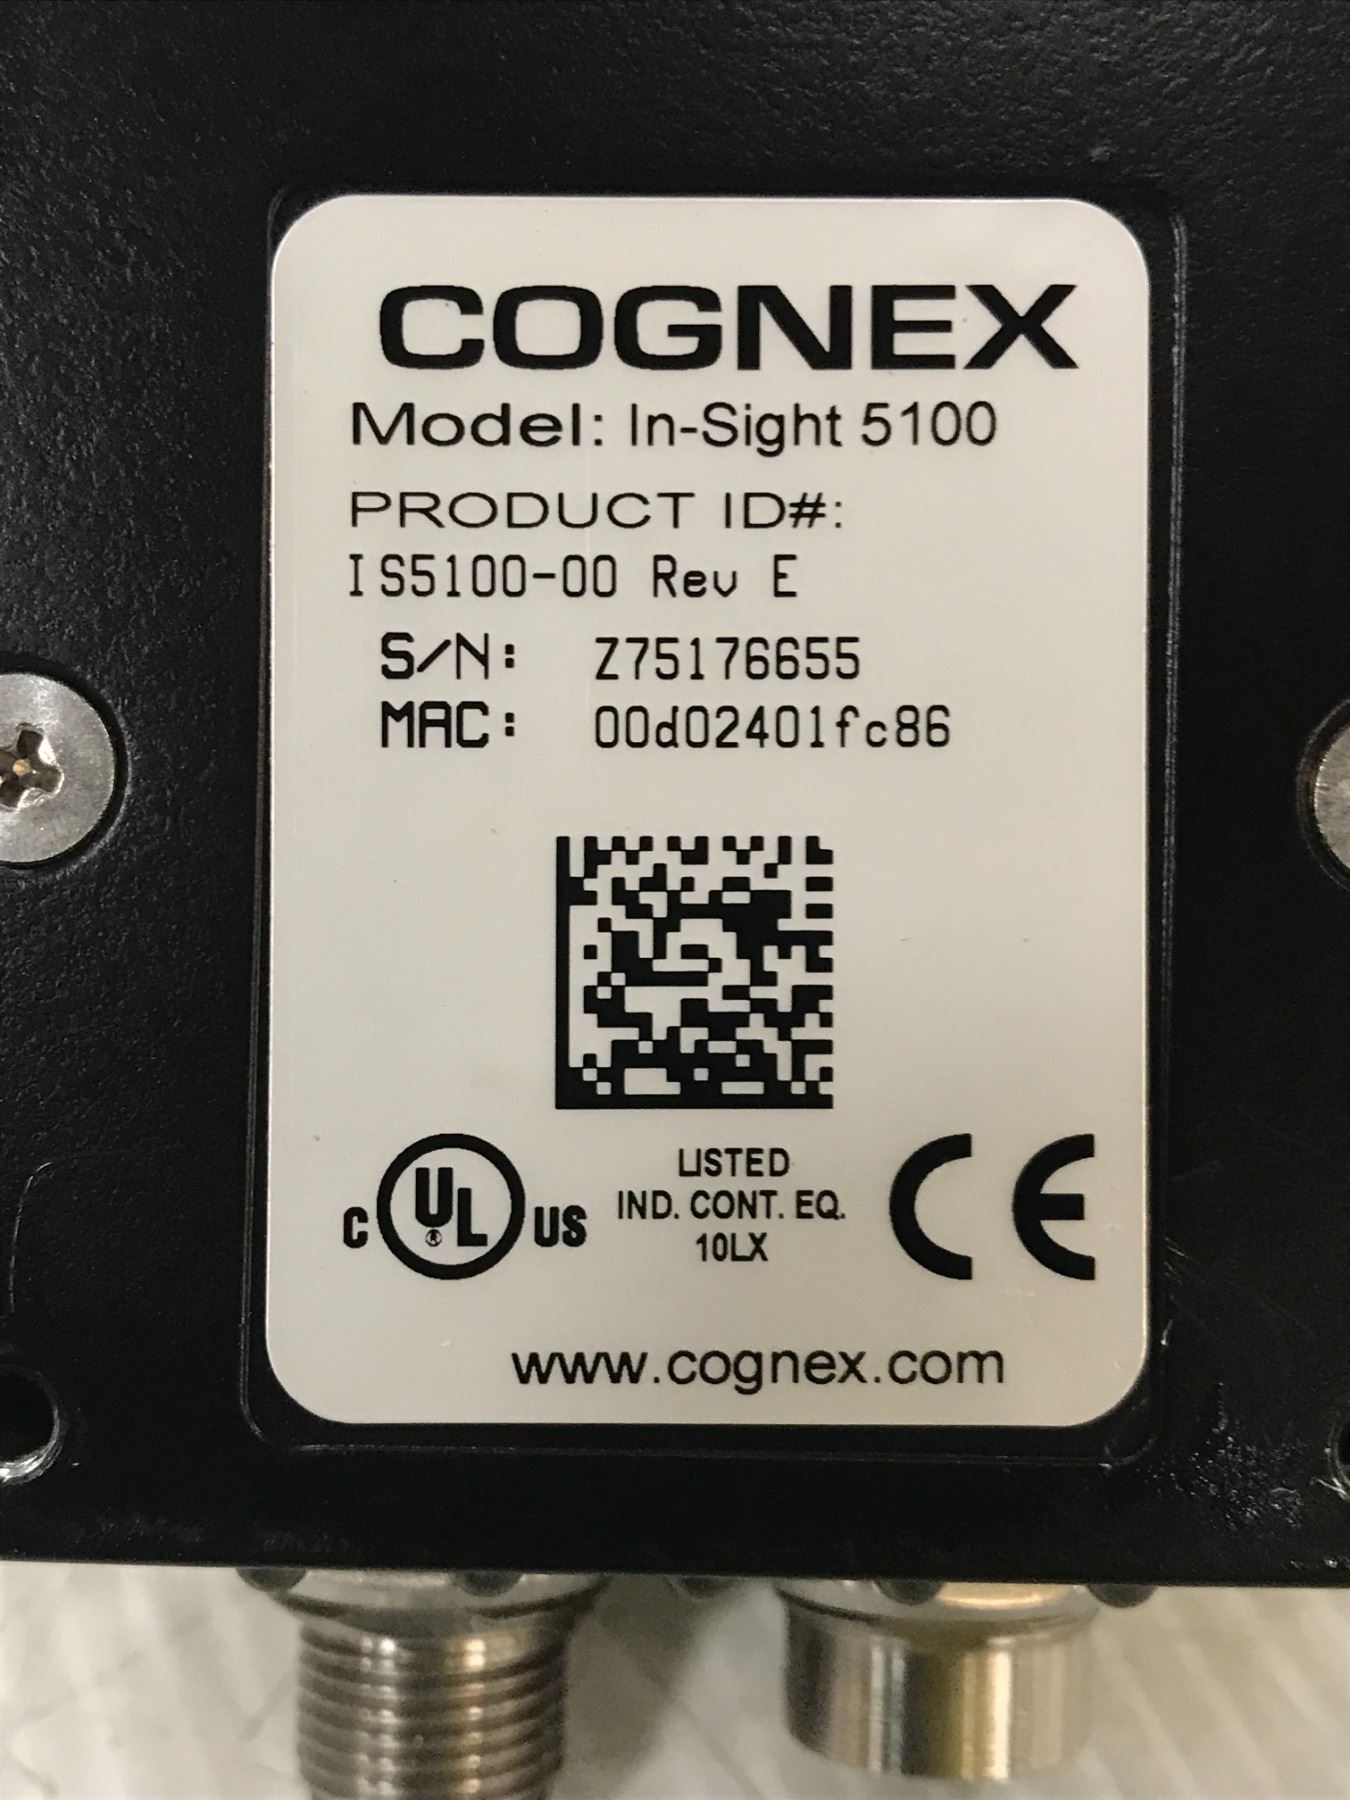 COGNEX
Model: In-Sight 5100
PRODUCT ID#:
IS5100-00 Rev E
S/N: Z75176655
MAC: 00d02401fc86
C UL® US
LISTED
IND. CONT. EQ.
10LX
CE
www.cognex.com